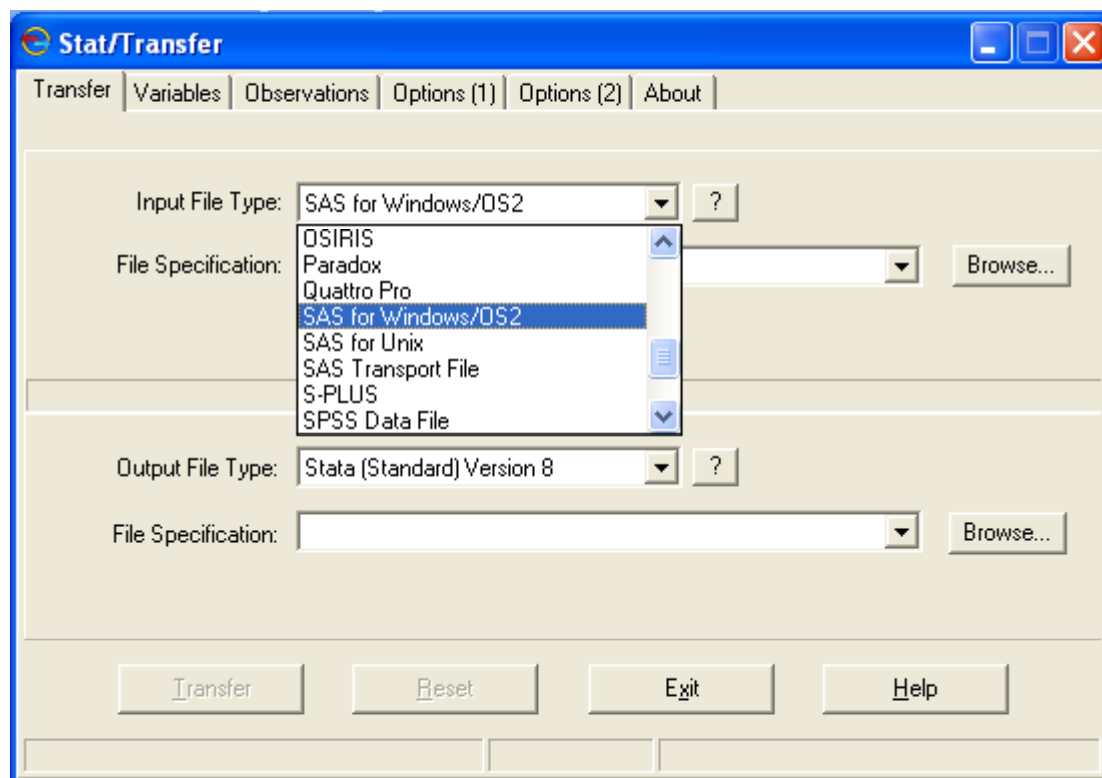 Stat/Transfer
Transfer Variables Observations Options (1) Options (2) About
Input File Type: SAS for Windows/OS2 ?
OSIRIS
File Specification: Paradox Browse...
Quattro Pro
SAS for Windows/OS2
SAS for Unix
SAS Transport File
S-PLUS
SPSS Data File
Output File Type: Stata (Standard) Version 8 ?
File Specification: Browse...
Transfer Reset Exit Help